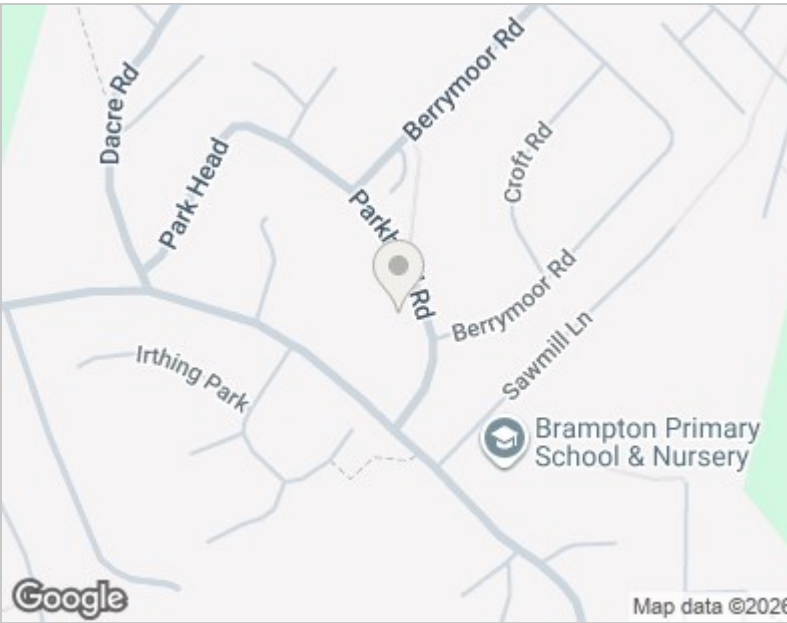 Dacre Rd
Park Head
Berrymoor Rd
Croft Rd
Berrymoor Rd
Sawmill Ln
Irthing Park
Brampton Primary
School & Nursery
Google
Map data ©2026